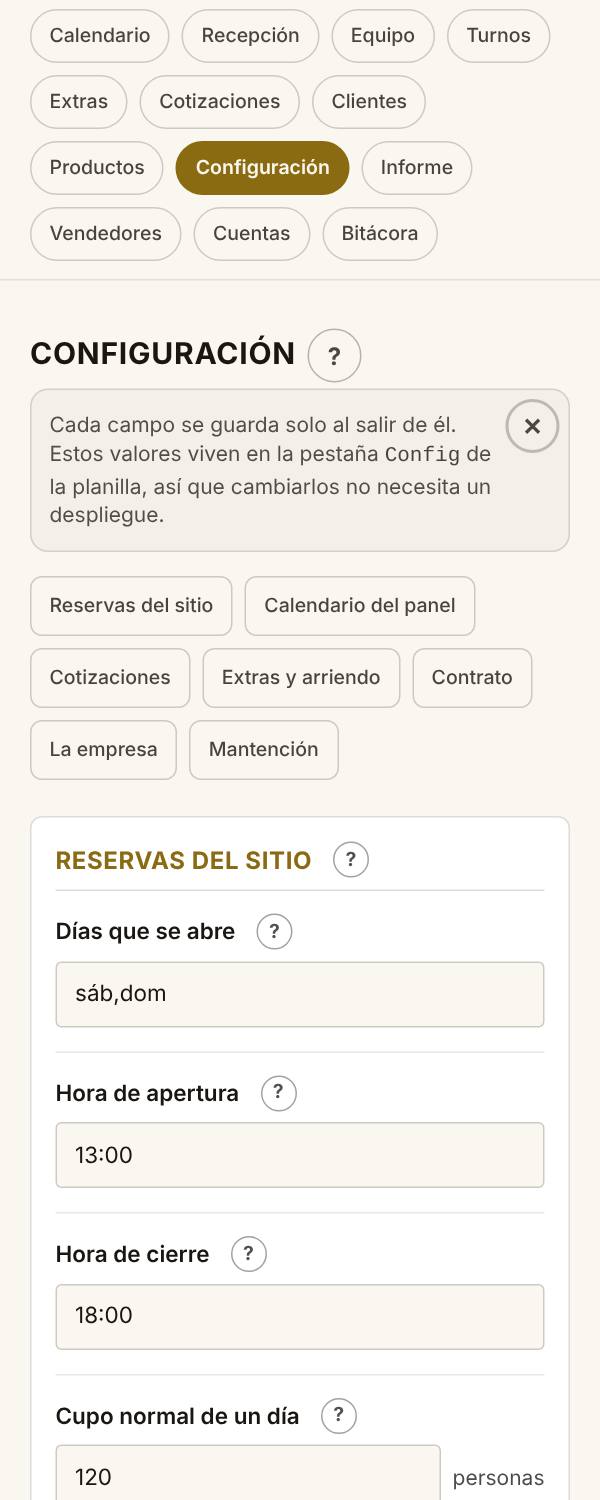 Calendario Recepción Equipo Turnos
Extras Cotizaciones Clientes
Productos Configuración Informe
Vendedores Cuentas Bitácora
CONFIGURACIÓN ?
Cada campo se guarda solo al salir de él. ×
Estos valores viven en la pestaña Config de
la planilla, así que cambiarlos no necesita un
despliegue.
Reservas del sitio Calendario del panel
Cotizaciones Extras y arriendo Contrato
La empresa Mantención
RESERVAS DEL SITIO ?
Días que se abre ?
sáb,dom
Hora de apertura ?
13:00
Hora de cierre ?
18:00
Cupo normal de un día ?
120 personas